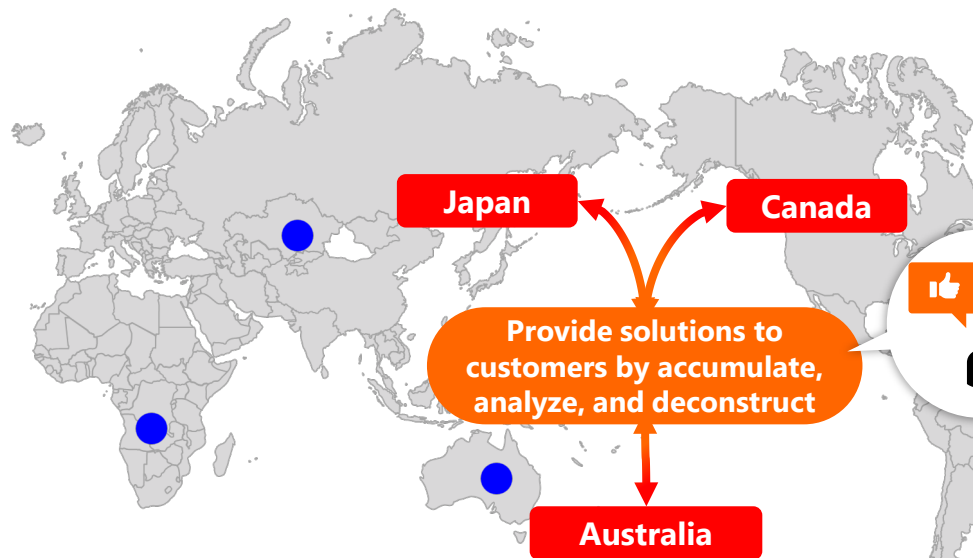 Japan
Canada
Provide solutions to
customers by accumulate,
analyze, and deconstruct
Australia